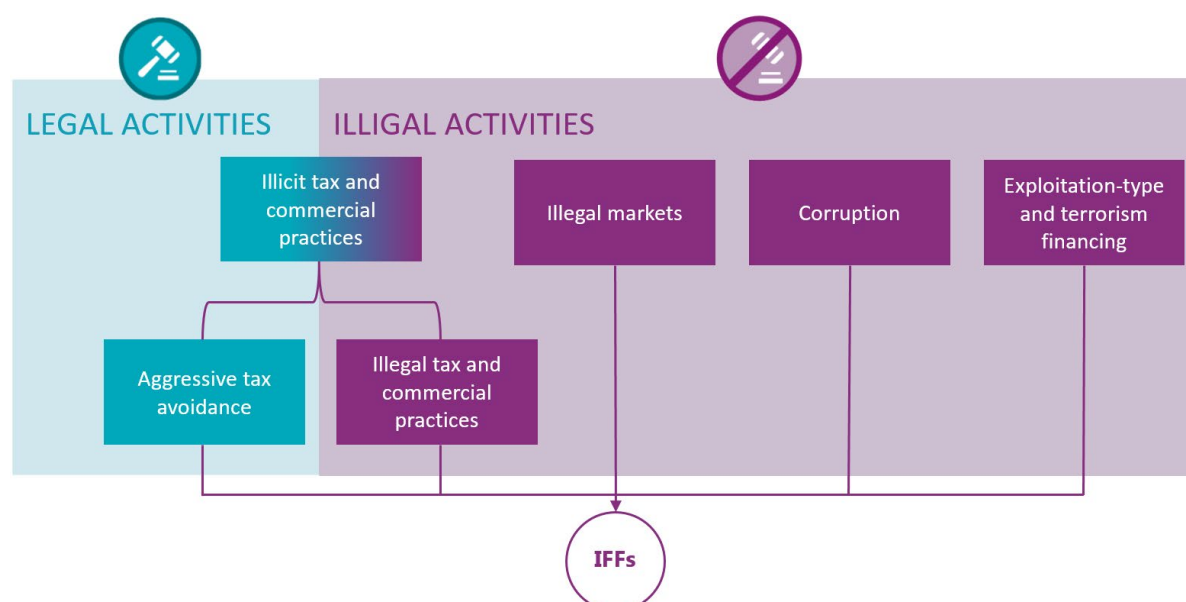 LEGAL ACTIVITIES
ILLIGAL ACTIVITIES
Illicit tax and
commercial
practices
Illegal markets
Corruption
Exploitation-type
and terrorism
financing
Aggressive tax
avoidance
Illegal tax and
commercial
practices
IFFs